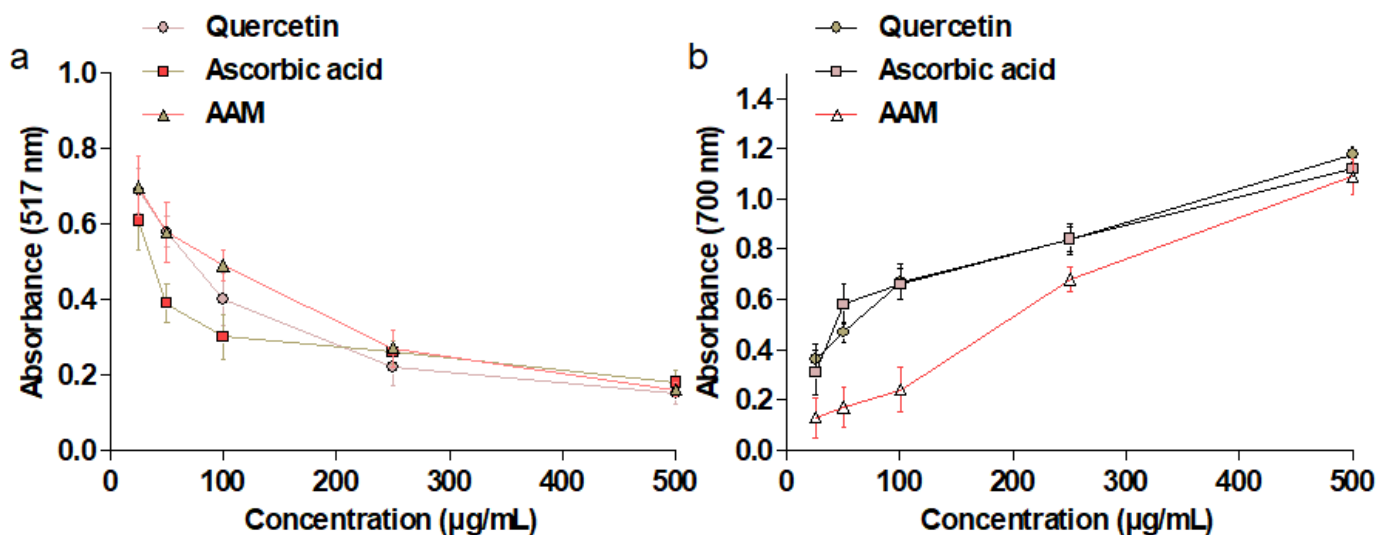 a
Quercetin
Ascorbic acid
AAM
Absorbance (517 nm)
1.0
0.8
0.6
0.4
0.2
0.0
0 100 200 300 400 500
Concentration (µg/mL)
b
Quercetin
Ascorbic acid
AAM
Absorbance (700 nm)
1.4
1.2
1.0
0.8
0.6
0.4
0.2
0.0
0 100 200 300 400 500
Concentration (µg/mL)